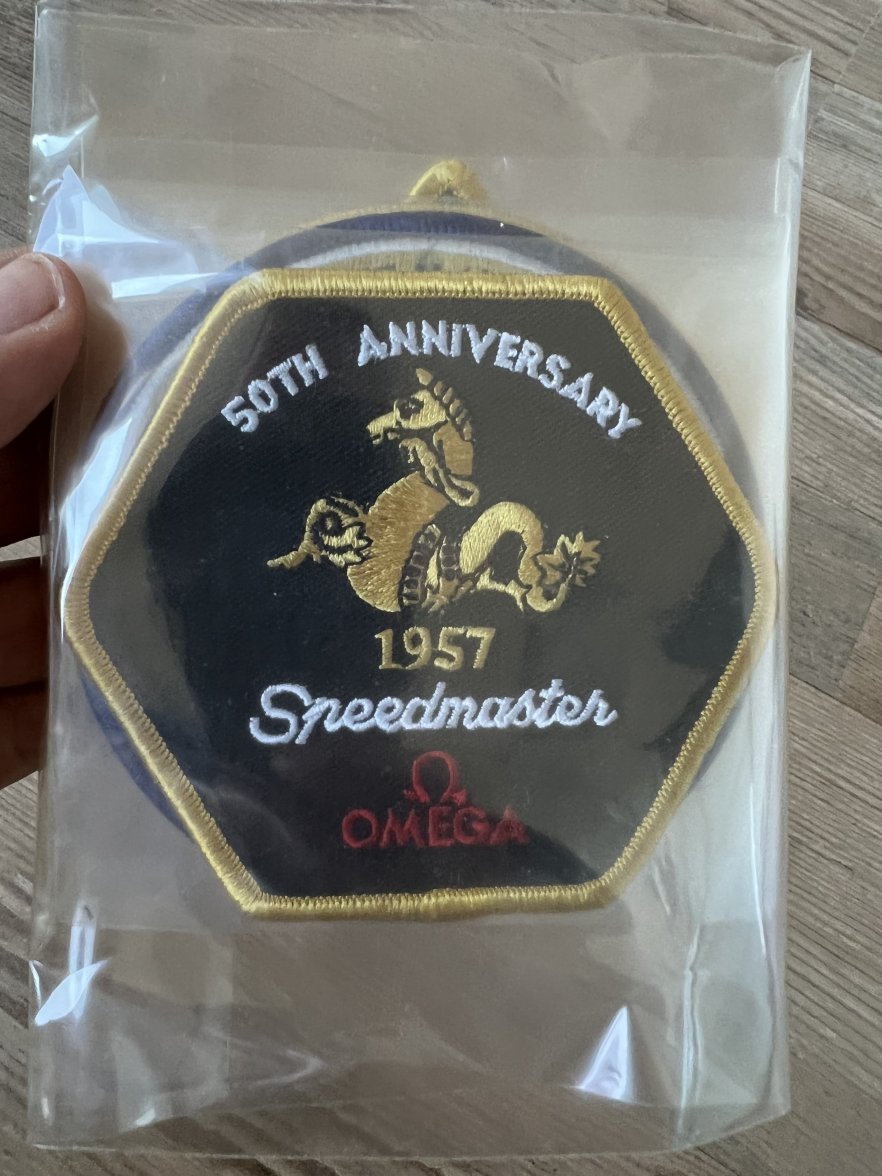 50TH ANNIVERSARY
1957
Speedmaster
Ω
OMEGA